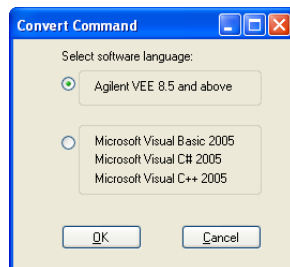 Convert Command
Select software language:
Agilent VEE 8.5 and above
Microsoft Visual Basic 2005
Microsoft Visual C# 2005
Microsoft Visual C++ 2005
OK
Cancel